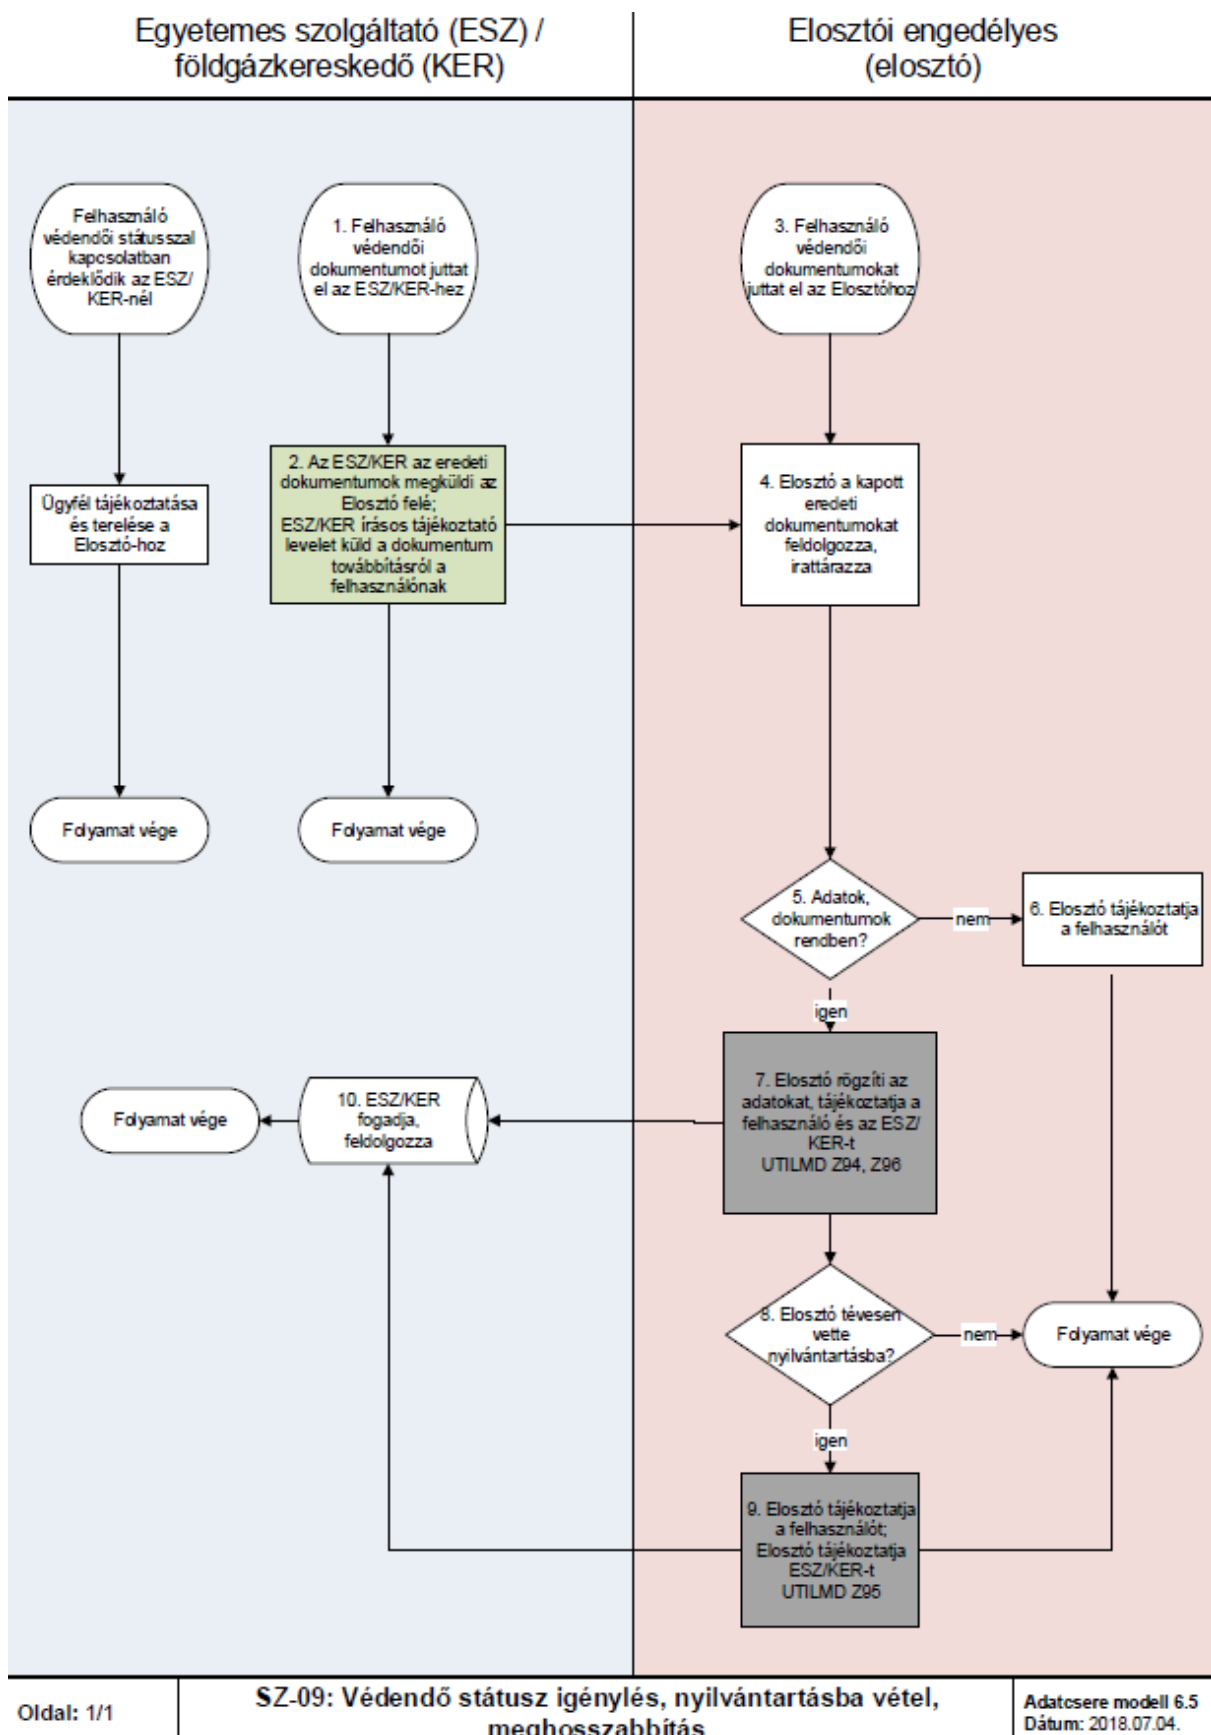 Egyetemes szolgáltató (ESZ) /
földgázkereskedő (KER)
Elosztói engedélyes
(elosztó)
Felhasználó
védendői státusszal
kapcsolatban
érdeklődik az ESZ/
KER-nél
1. Felhasználó
védendői
dokumentumot juttat
el az ESZ/KER-hez
3. Felhasználó
védendői
dokumentumokat
juttat el az Elosztóhoz
Ügyfél tájékoztatása
és terelése a
Elosztó-hoz
2. Az ESZ/KER az eredeti
dokumentumok megküldi az
Elosztó felé;
ESZ/KER írásos tájékoztató
levelet küld a dokumentum
továbbításról a
felhasználónak
4. Elosztó a kapott
eredeti
dokumentumokat
feldolgozza,
irattárazza
Folyamat vége
Folyamat vége
5. Adatok,
dokumentumok
rendben?
nem
6. Elosztó tájékoztatja
a felhasználót
igen
7. Elosztó rögzíti az
adatokat, tájékoztatja a
felhasználó és az ESZ/
KER-t
UTILMD Z94, Z96
10. ESZ/KER
fogadja,
feldolgozza
Folyamat vége
8. Elosztó tévesen
vette
nyilvántartásba?
nem
Folyamat vége
igen
9. Elosztó tájékoztatja
a felhasználót;
Elosztó tájékoztatja
ESZ/KER-t
UTILMD Z95
Oldal: 1/1
SZ-09: Védendő státusz igénylés, nyilvántartásba vétel,
meghosszabbítás
Adatcsere modell 6.5
Dátum: 2018.07.04.